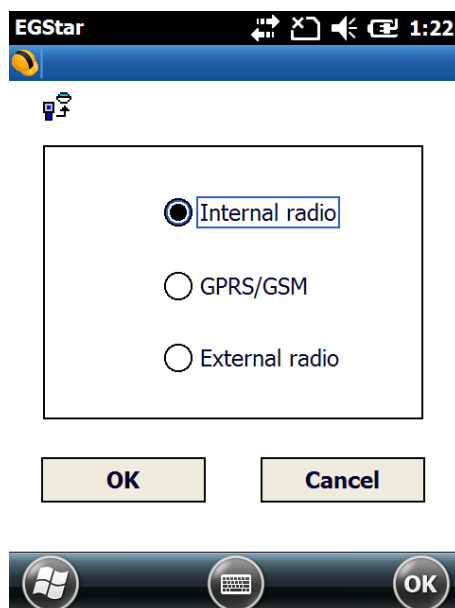 EGStar 1:22
Internal radio
GPRS/GSM
External radio
OK Cancel
OK